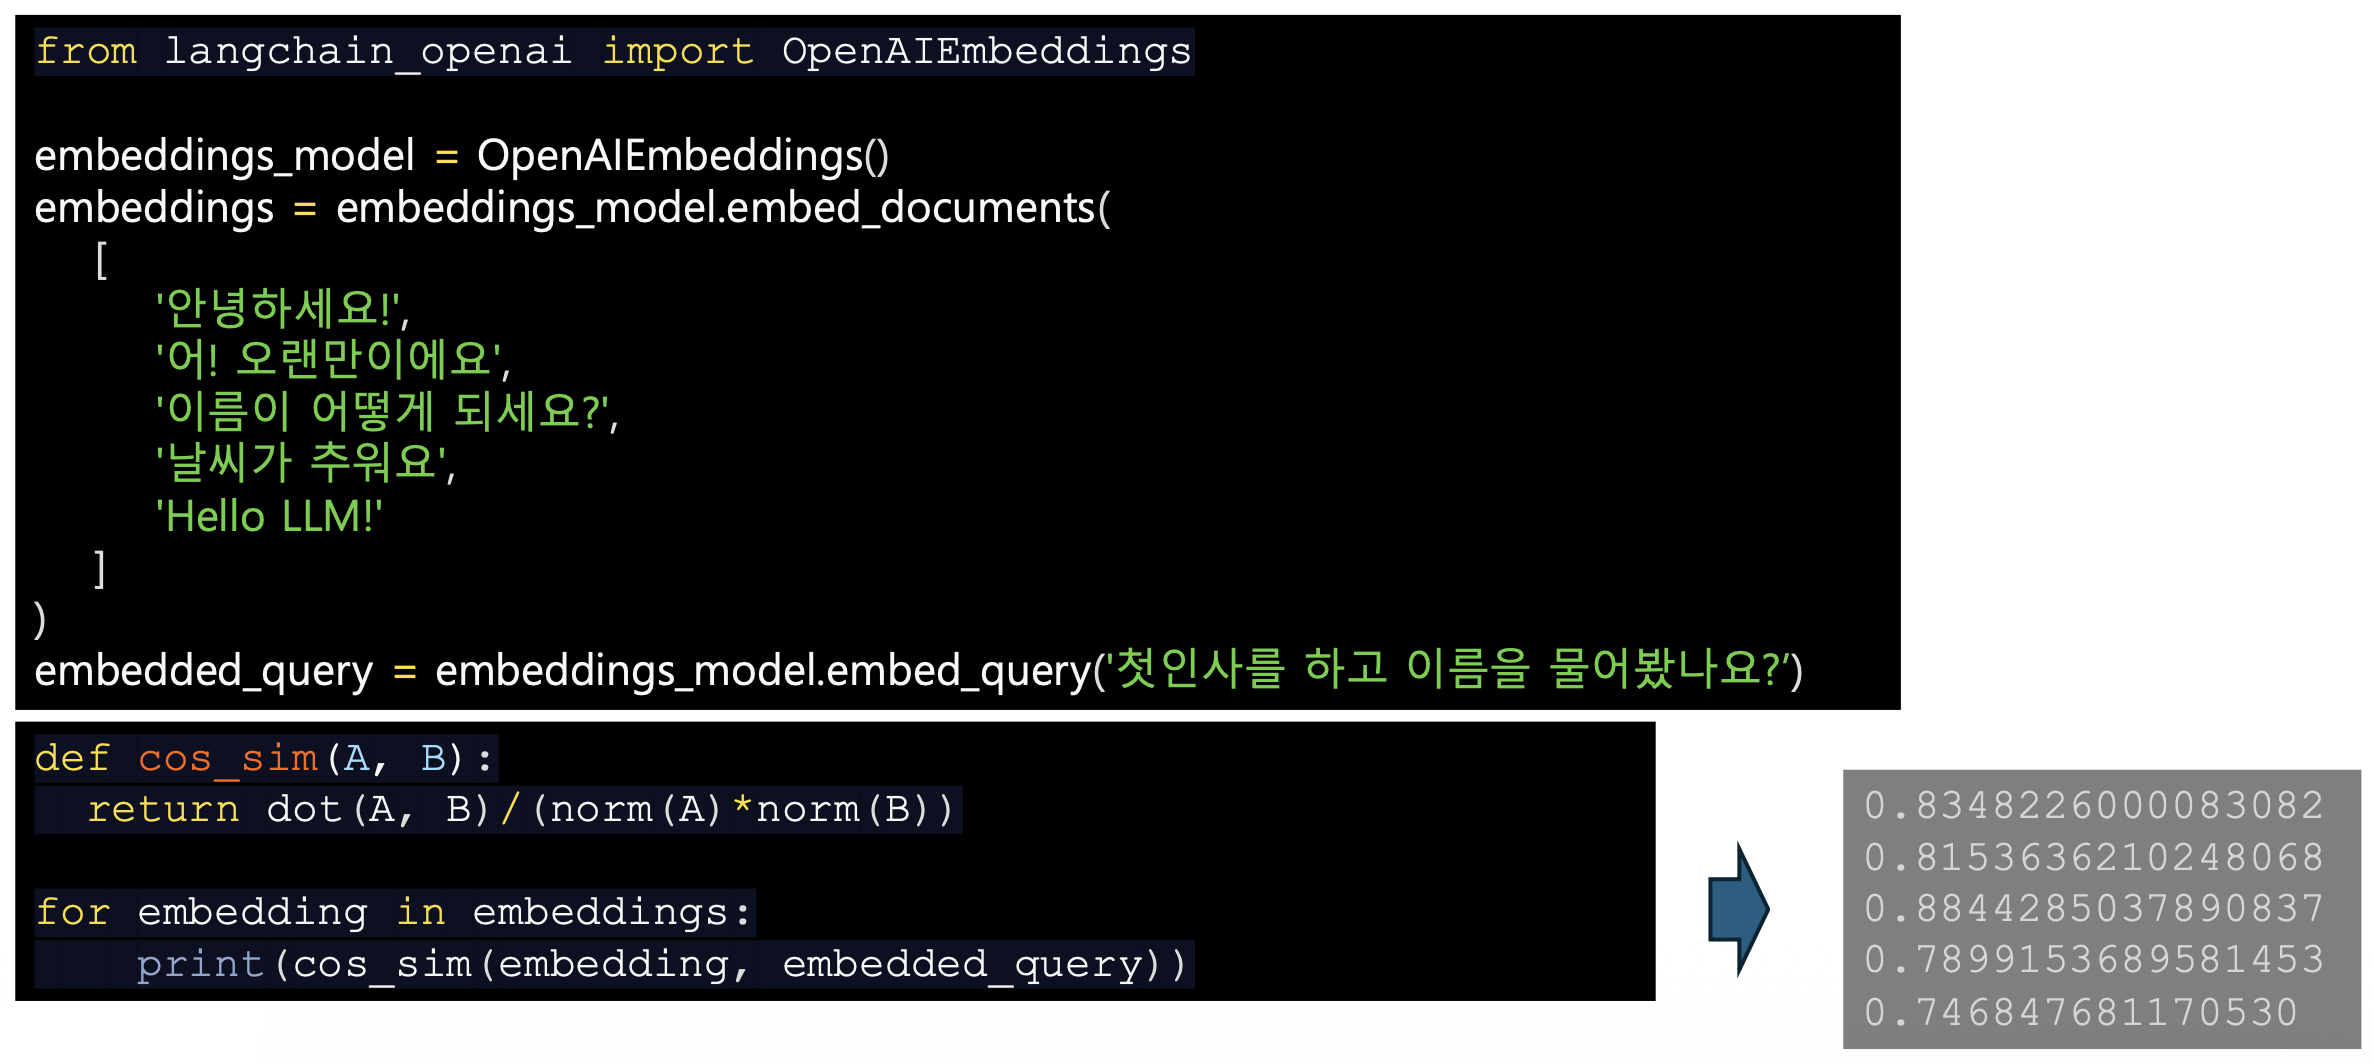 from langchain_openai import OpenAIEmbeddings
embeddings_model = OpenAIEmbeddings()
embeddings = embeddings_model.embed_documents(
[
'안녕하세요!',
'어! 오랜만이에요',
'이름이 어떻게 되세요?',
'날씨가 추워요',
'Hello LLM!'
]
)
embedded_query = embeddings_model.embed_query('첫인사를 하고 이름을 물어봤나요?’)
def cos_sim(A, B):
return dot(A, B)/(norm(A)*norm(B))
for embedding in embeddings:
print(cos_sim(embedding, embedded_query))
0.8348226000083082
0.8153636210248068
0.8844285037890837
0.7899153689581453
0.746847681170530